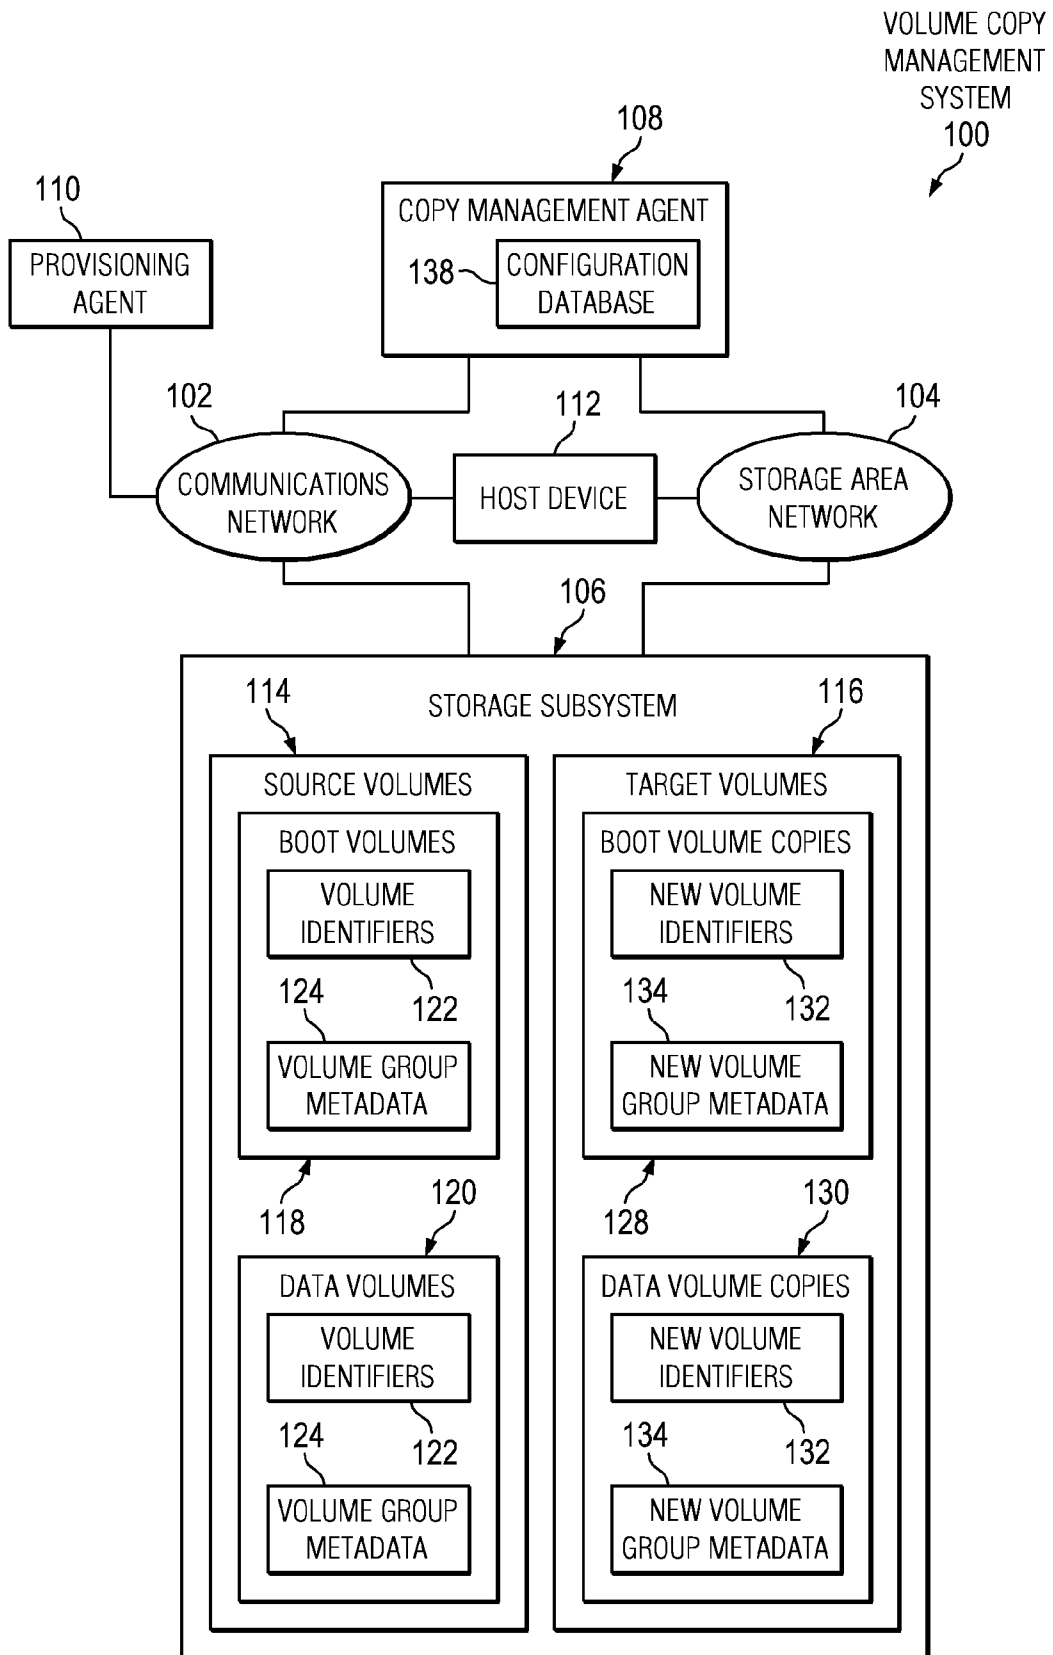 VOLUME COPY
MANAGEMENT
SYSTEM
100
108
110
COPY MANAGEMENT AGENT
PROVISIONING
AGENT
138
CONFIGURATION
DATABASE
102
112
104
COMMUNICATIONS
NETWORK
HOST DEVICE
STORAGE AREA
NETWORK
106
STORAGE SUBSYSTEM
114
116
SOURCE VOLUMES
TARGET VOLUMES
BOOT VOLUMES
BOOT VOLUME COPIES
VOLUME
IDENTIFIERS
NEW VOLUME
IDENTIFIERS
124
122
134
132
VOLUME GROUP
METADATA
NEW VOLUME
GROUP METADATA
118
120
128
130
DATA VOLUMES
DATA VOLUME COPIES
VOLUME
IDENTIFIERS
NEW VOLUME
IDENTIFIERS
124
122
134
132
VOLUME GROUP
METADATA
NEW VOLUME
GROUP METADATA